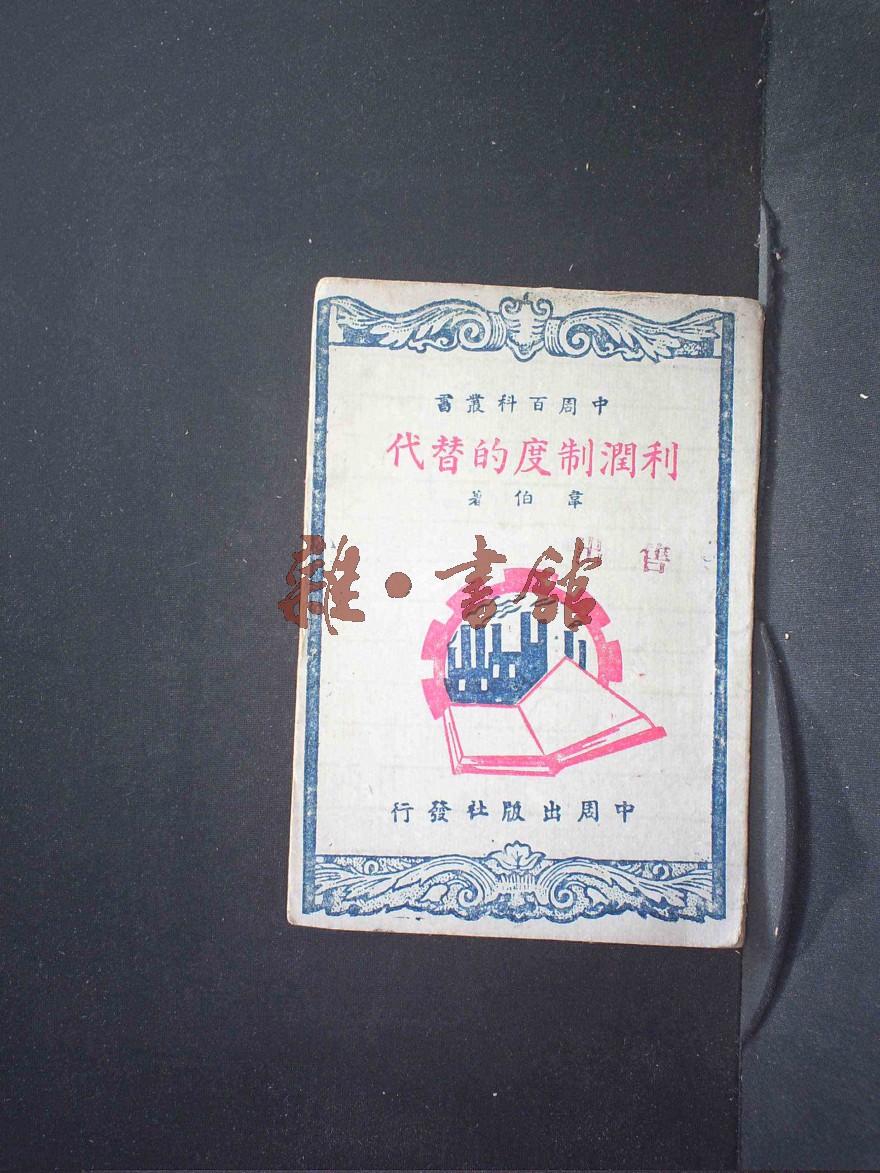 中周百科叢書
利潤制度的替代
韋伯著
售
雜·書館
中周出版社發行